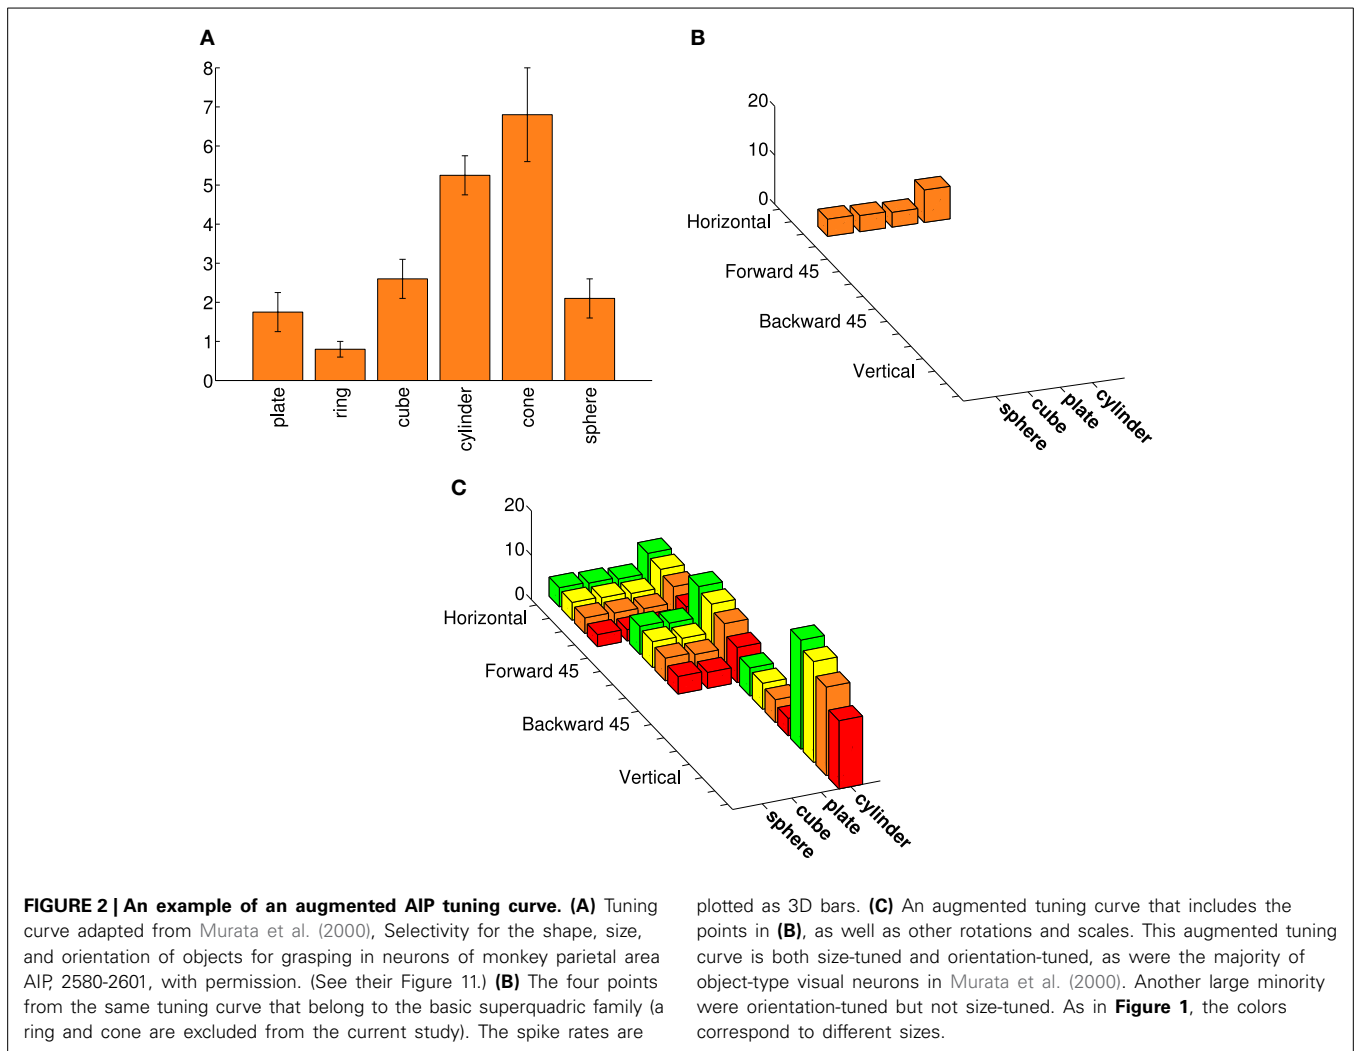 A
8
7
6
5
4
3
2
1
0
plate
ring
cube
cylinder
cone
sphere
B
20
10
0
Horizontal
Forward 45
Backward 45
Vertical
sphere
cube
plate
cylinder
C
20
10
0
Horizontal
Forward 45
Backward 45
Vertical
sphere
cube
plate
cylinder
FIGURE 2 | An example of an augmented AIP tuning curve. (A) Tuning
curve adapted from Murata et al. (2000), Selectivity for the shape, size,
and orientation of objects for grasping in neurons of monkey parietal area
AIP, 2580-2601, with permission. (See their Figure 11.) (B) The four points
from the same tuning curve that belong to the basic superquadric family (a
ring and cone are excluded from the current study). The spike rates are
plotted as 3D bars. (C) An augmented tuning curve that includes the
points in (B), as well as other rotations and scales. This augmented tuning
curve is both size-tuned and orientation-tuned, as were the majority of
object-type visual neurons in Murata et al. (2000). Another large minority
were orientation-tuned but not size-tuned. As in Figure 1, the colors
correspond to different sizes.